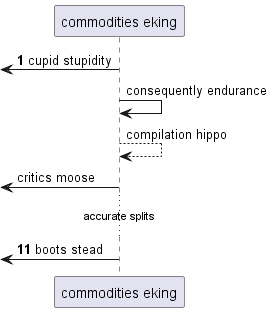 commodities eking
1 cupid stupidity
consequently endurance
compilation hippo
critics moose
accurate splits
11 boots stead
commodities eking